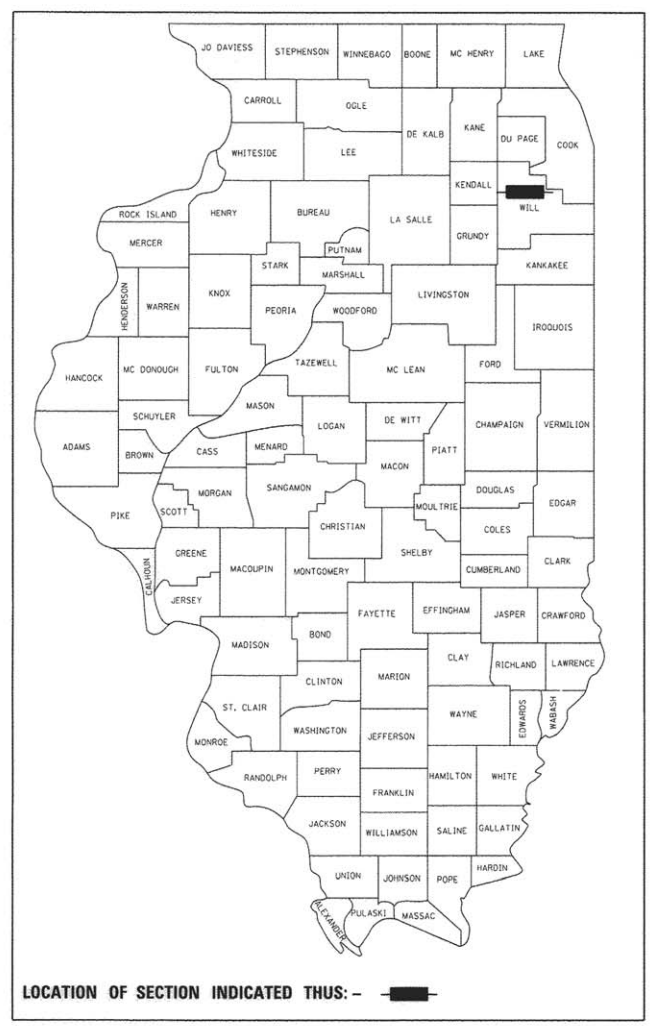 JO DAVIESS
STEPHENSON
WINNEBAGO
BOONE
MC HENRY
LAKE
CARROLL
OGLE
DE KALB
KANE
DU PAGE
COOK
WHITESIDE
LEE
KENDALL
WILL
ROCK ISLAND
HENRY
BUREAU
LA SALLE
GRUNDY
MERCER
PUTNAM
STARK
MARSHALL
KANKAKEE
HENDERSON
WARREN
KNOX
PEORIA
WOODFORD
LIVINGSTON
IROQUOIS
HANCOCK
MC DONOUGH
FULTON
TAZEWELL
MC LEAN
FORD
SCHUYLER
MASON
LOGAN
DE WITT
PIATT
CHAMPAIGN
VERMILION
ADAMS
BROWN
CASS
MENARD
MACON
PIKE
SCOTT
MORGAN
SANGAMON
CHRISTIAN
MOULTRIE
DOUGLAS
EDGAR
COLES
CALHOUN
GREENE
MACOUPIN
MONTGOMERY
SHELBY
CUMBERLAND
CLARK
JERSEY
FAYETTE
EFFINGHAM
JASPER
CRAWFORD
MADISON
BOND
CLAY
RICHLAND
LAWRENCE
CLINTON
MARION
ST. CLAIR
WAYNE
EDWARDS
WABASH
WASHINGTON
JEFFERSON
MONROE
RANDOLPH
PERRY
HAMILTON
WHITE
FRANKLIN
JACKSON
WILLIAMSON
SALINE
GALLATIN
UNION
JOHNSON
POPE
HARDIN
ALEXANDER
PULASKI
MASSAC
LOCATION OF SECTION INDICATED THUS: –